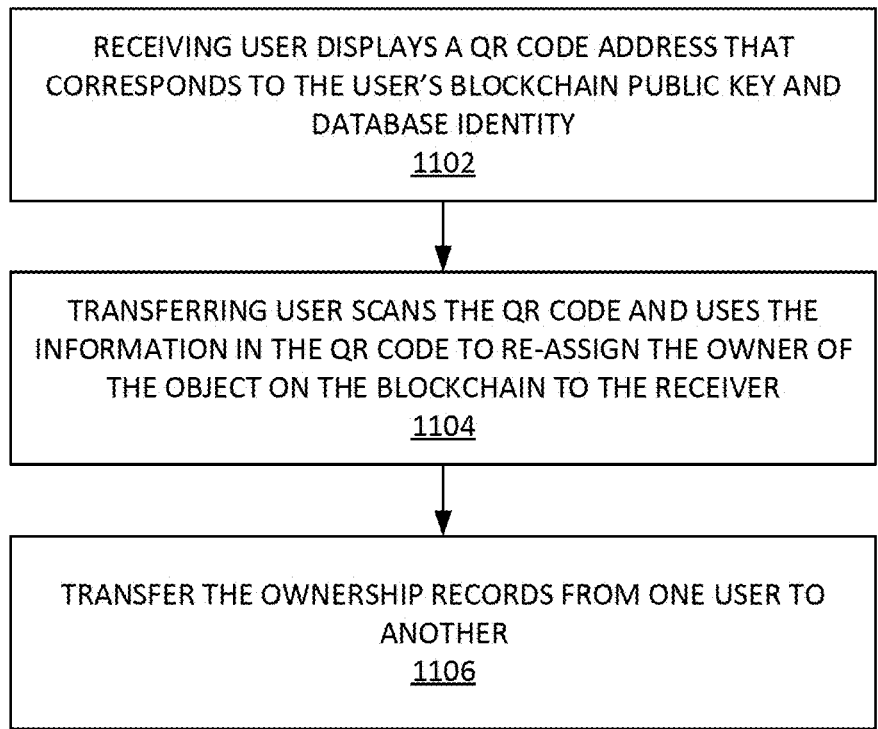 RECEIVING USER DISPLAYS A QR CODE ADDRESS THAT
CORRESPONDS TO THE USER'S BLOCKCHAIN PUBLIC KEY AND
DATABASE IDENTITY
1102
TRANSFERRING USER SCANS THE QR CODE AND USES THE
INFORMATION IN THE QR CODE TO RE-ASSIGN THE OWNER OF
THE OBJECT ON THE BLOCKCHAIN TO THE RECEIVER
1104
TRANSFER THE OWNERSHIP RECORDS FROM ONE USER TO
ANOTHER
1106